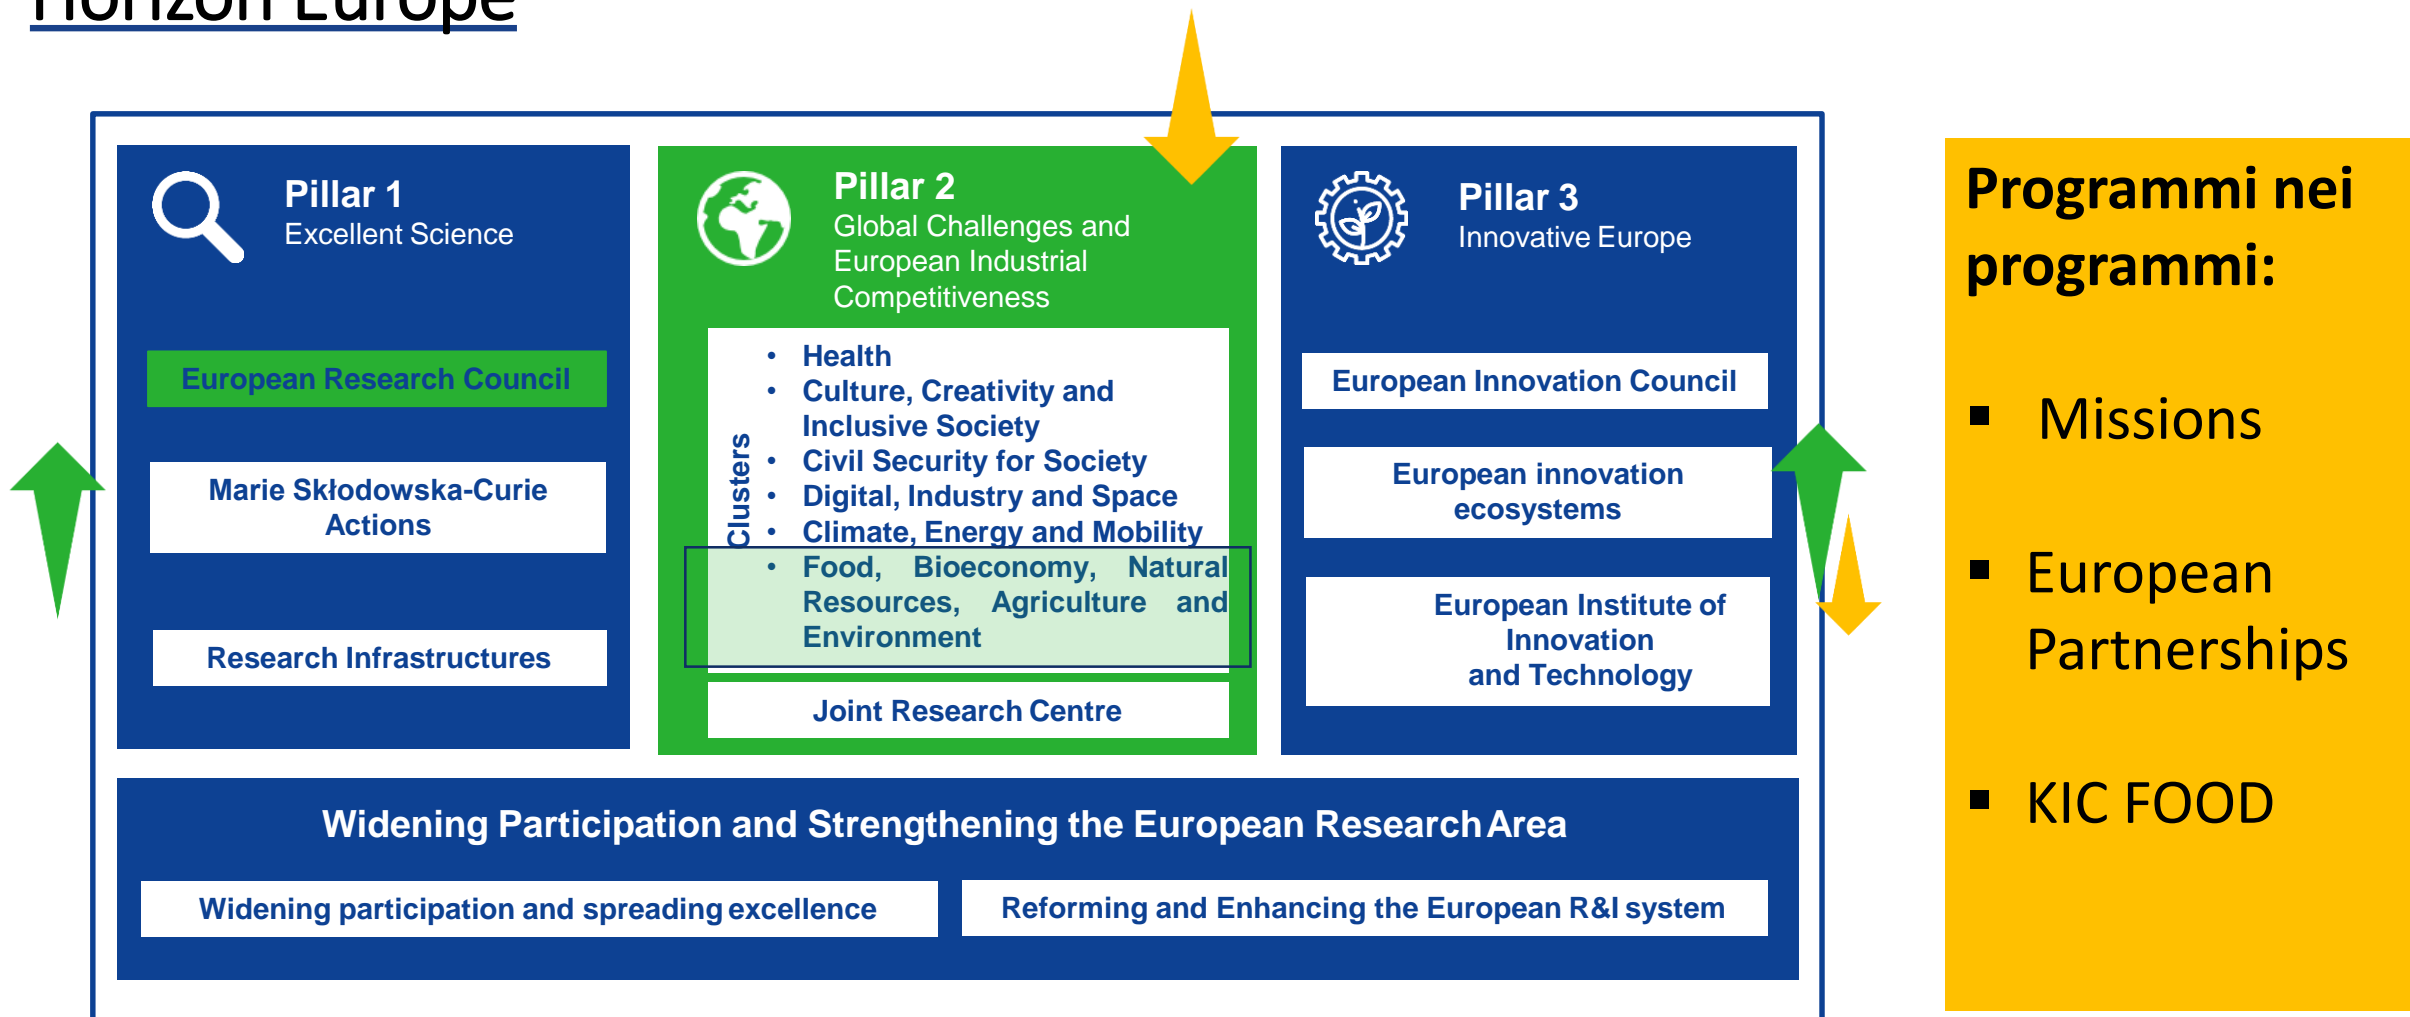 Horizon Europe
Pillar 1
Excellent Science
European Research Council
Marie Skłodowska-Curie
Actions
Research Infrastructures
Pillar 2
Global Challenges and
European Industrial
Competitiveness
Clusters
• Health
• Culture, Creativity and
Inclusive Society
• Civil Security for Society
• Digital, Industry and Space
• Climate, Energy and Mobility
• Food, Bioeconomy, Natural
Resources, Agriculture and
Environment
Joint Research Centre
Pillar 3
Innovative Europe
European Innovation Council
European innovation
ecosystems
European Institute of
Innovation
and Technology
Widening Participation and Strengthening the European Research Area
Widening participation and spreading excellence
Reforming and Enhancing the European R&I system
Programmi nei
programmi:
▪ Missions
▪ European
Partnerships
▪ KIC FOOD